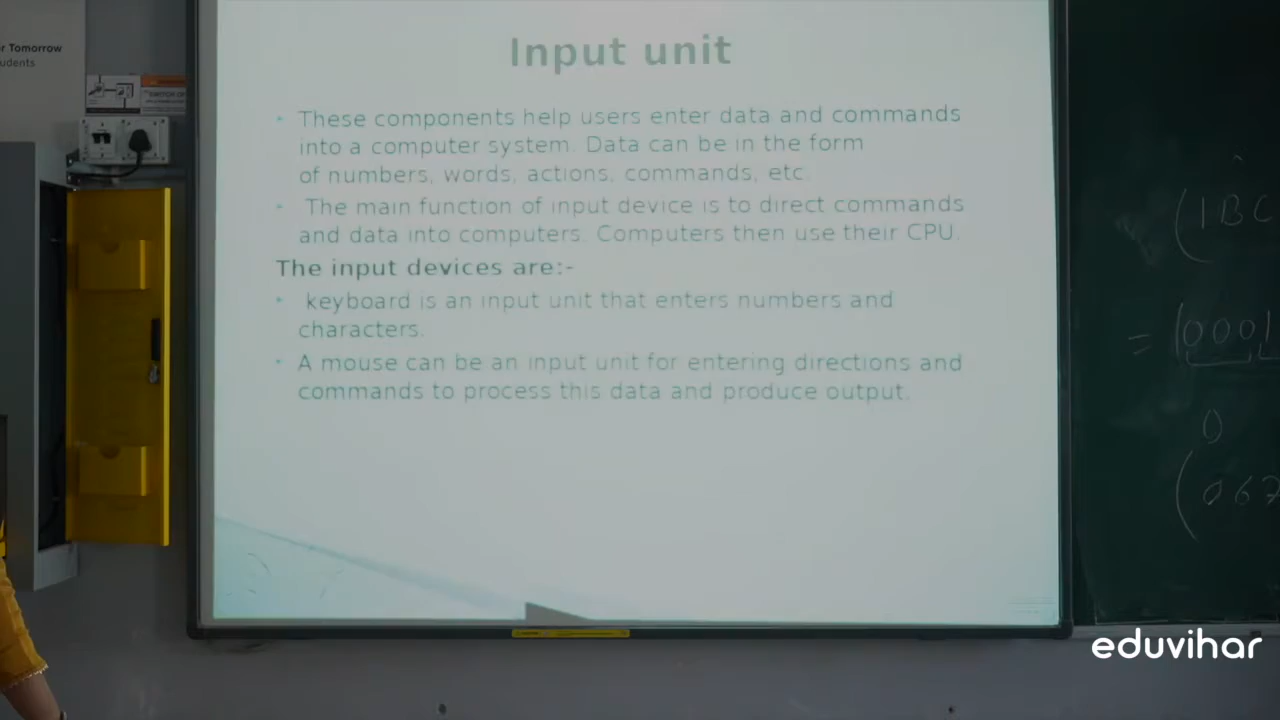 r Tomorrow
udents
Input unit
These components help users enter data and commands
into a computer system. Data can be in the form
of numbers, words, actions, commands, etc.
The main function of input device is to direct commands
and data into computers. Computers then use their CPU.
The input devices are:-
keyboard is an input unit that enters numbers and
characters.
A mouse can be an input unit for entering directions and
commands to process this data and produce output.
(1BC
= (0001
0
(067
eduvihar